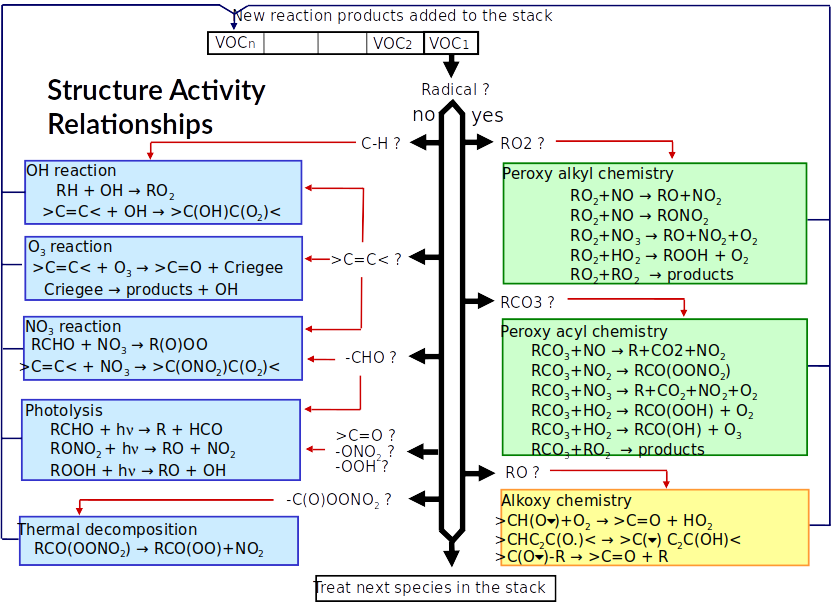 New reaction products added to the stack
VOCn VOC2 VOC1
Structure Activity
Relationships
Radical ?
no yes
C-H ?
OH reaction
RH + OH → RO₂
>C=C< + OH → >C(OH)C(O₂)<
O₃ reaction
>C=C< + O₃ → >C=O + Criegee
Criegee → products + OH
>C=C< ?
NO₃ reaction
RCHO + NO₃ → R(O)OO
>C=C< + NO₃ → >C(ONO₂)C(O₂)<
-CHO ?
Photolysis
RCHO + hν → R + HCO
RONO₂ + hν → RO + NO₂
ROOH + hν → RO + OH
>C=O ?
-ONO₂ ?
-OOH ?
-C(O)OONO₂ ?
Thermal decomposition
RCO(OONO₂) → RCO(OO)+NO₂
RO2 ?
Peroxy alkyl chemistry
RO₂+NO → RO+NO₂
RO₂+NO → RONO₂
RO₂+NO₃ → RO+NO₂+O₂
RO₂+HO₂ → ROOH + O₂
RO₂+RO₂ → products
RCO3 ?
Peroxy acyl chemistry
RCO₃+NO → R+CO2+NO₂
RCO₃+NO₂ → RCO(OONO₂)
RCO₃+NO₃ → R+CO₂+NO₂+O₂
RCO₃+HO₂ → RCO(OOH) + O₂
RCO₃+HO₂ → RCO(OH) + O₃
RCO₃+RO₂ → products
RO ?
Alkoxy chemistry
>CH(O▾)+O₂ → >C=O + HO₂
>CHC₂C(O.)< → >C(▾) C₂C(OH)<
>C(O▾)-R → >C=O + R
Treat next species in the stack